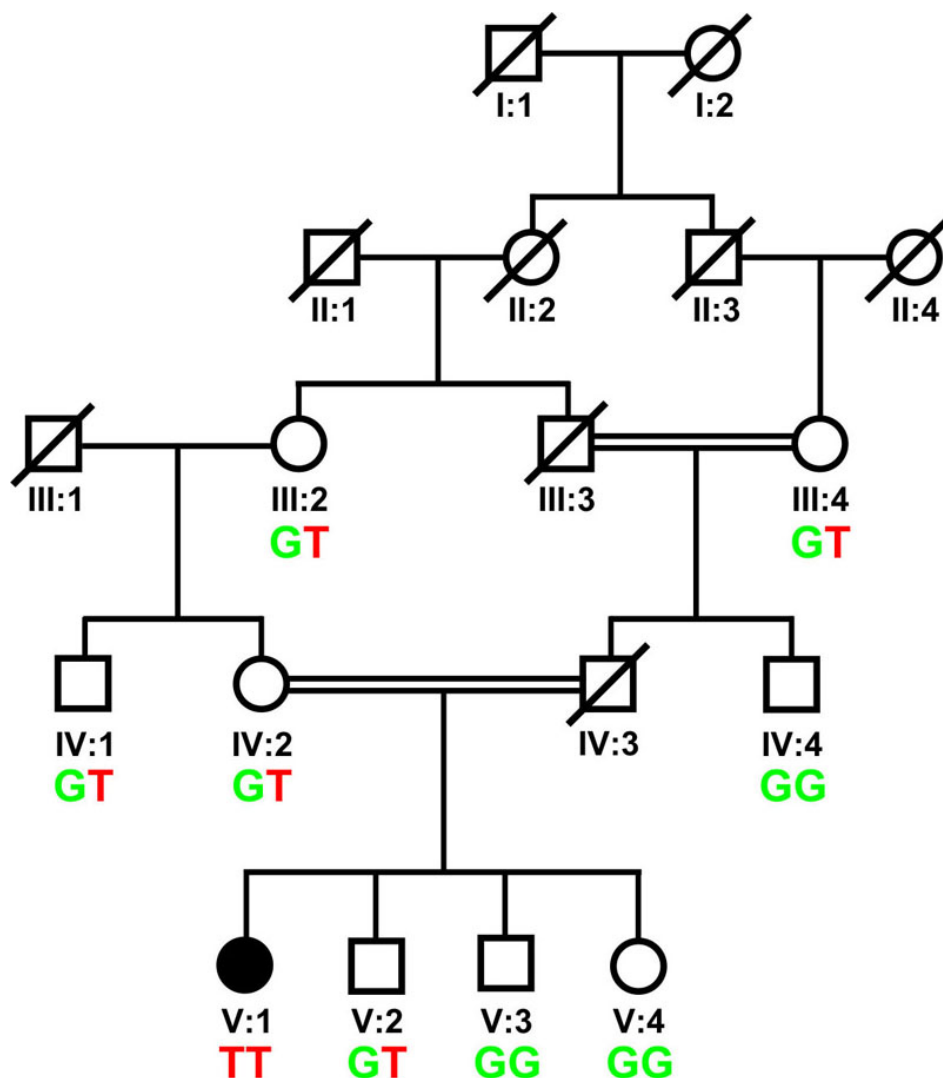 I:1 I:2
II:1 II:2 II:3 II:4
III:1 III:2 III:3 III:4
GT GT
IV:1 IV:2 IV:3 IV:4
GT GT GG
V:1 V:2 V:3 V:4
TT GT GG GG